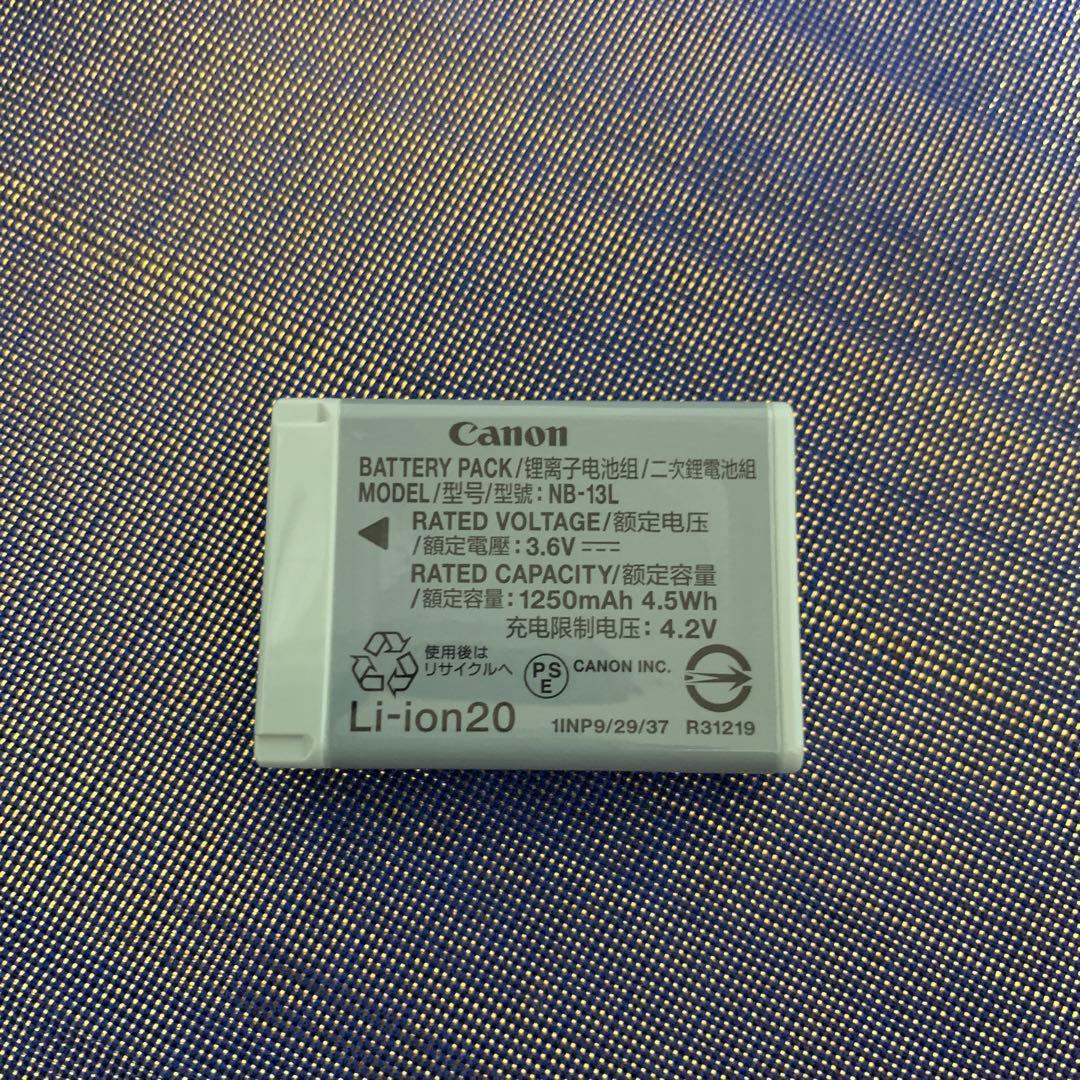 Canon
BATTERY PACK/锂离子电池组/二次鋰電池組
MODEL/型号/型號: NB-13L
RATED VOLTAGE/额定电压
/額定電壓: 3.6V
RATED CAPACITY/额定容量
/額定容量: 1250mAh 4.5Wh
充电限制电压: 4.2V
使用後は
リサイクルへ
PS
E
CANON INC.
Li-ion20
1INP9/29/37
R31219